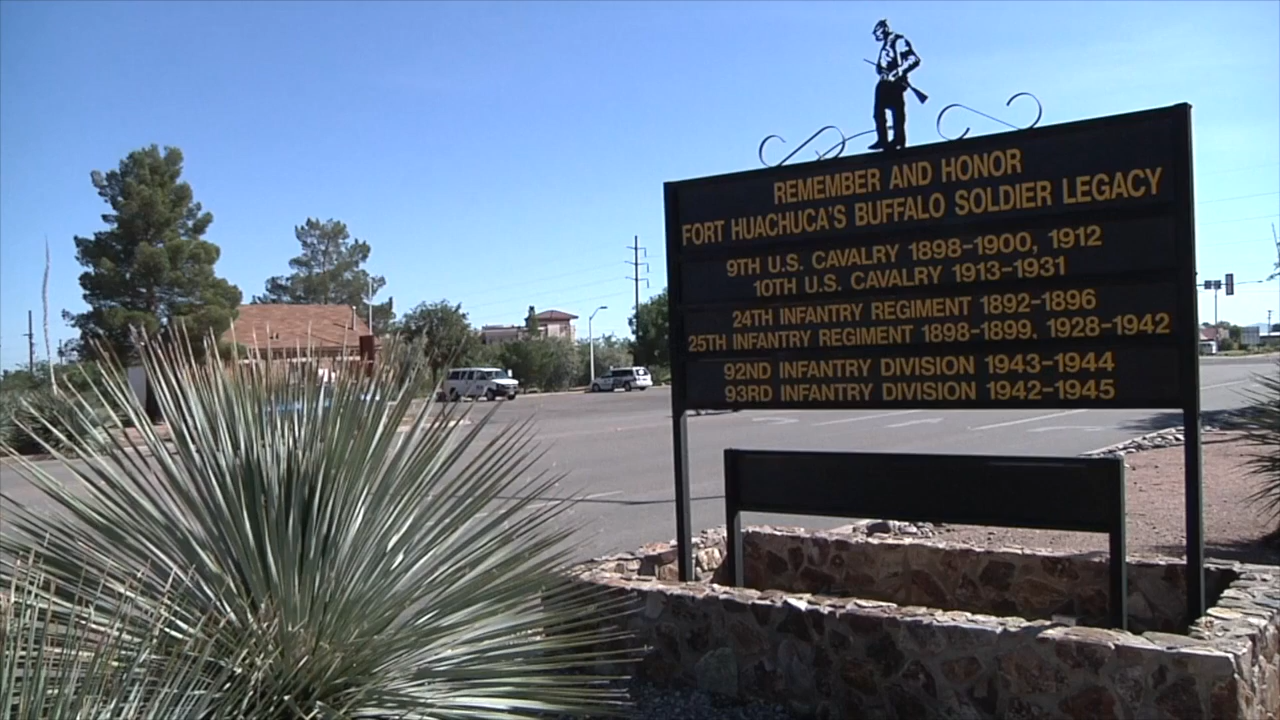 REMEMBER AND HONOR
FORT HUACHUCA'S BUFFALO SOLDIER LEGACY
9TH U.S. CAVALRY 1898-1900, 1912
10TH U.S. CAVALRY 1913-1931
24TH INFANTRY REGIMENT 1892-1896
25TH INFANTRY REGIMENT 1898-1899, 1928-1942
92ND INFANTRY DIVISION 1943-1944
93RD INFANTRY DIVISION 1942-1945